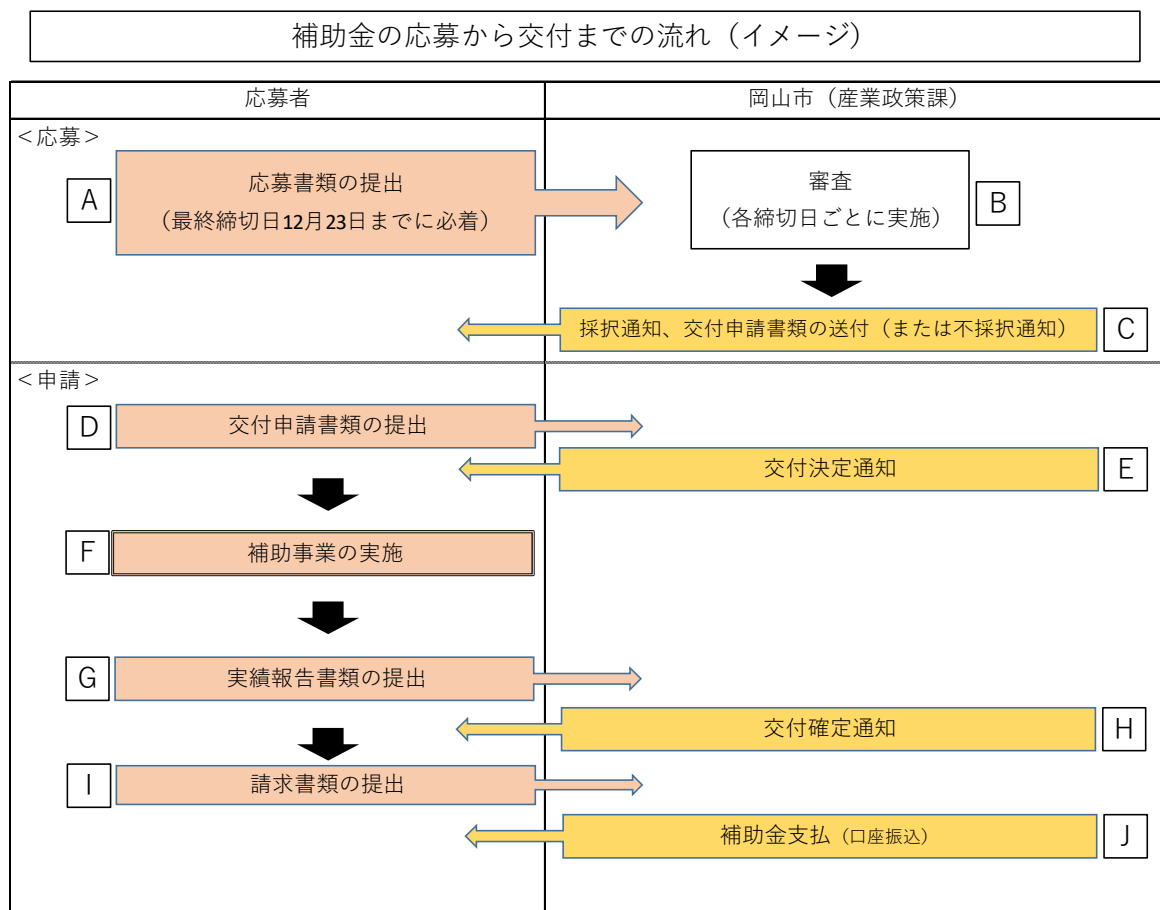 補助金の応募から交付までの流れ（イメージ）
応募者
岡山市（産業政策課）
＜応募＞
A
応募書類の提出
（最終締切日12月23日までに必着）
審査
（各締切日ごとに実施）
B
採択通知、交付申請書類の送付（または不採択通知）
C
＜申請＞
D
交付申請書類の提出
交付決定通知
E
F
補助事業の実施
G
実績報告書類の提出
交付確定通知
H
I
請求書類の提出
補助金支払（口座振込）
J